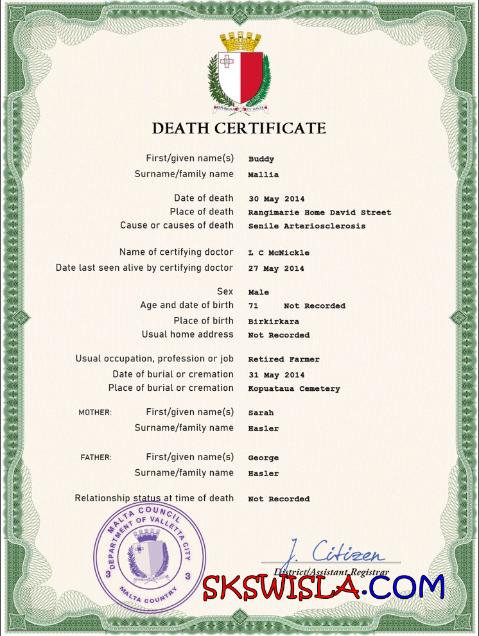 DEATH CERTIFICATE
First/given name(s) Buddy
Surname/family name Mallia
Date of death 30 May 2014
Place of death Rangimarie Home David Street
Cause or causes of death Senile Arteriosclerosis
Name of certifying doctor L C McNickle
Date last seen alive by certifying doctor 27 May 2014
Sex Male
Age and date of birth 71 Not Recorded
Place of birth Birkirkara
Usual home address Not Recorded
Usual occupation, profession or job Retired Farmer
Date of burial or cremation 31 May 2014
Place of burial or cremation Kopuataua Cemetery
MOTHER: First/given name(s) Sarah
Surname/family name Hasler
FATHER: First/given name(s) George
Surname/family name Hasler
Relationship status at time of death Not Recorded
MALTA COUNCIL
DEPARTMENT OF VALLETTA CITY
3 3
MALTA COUNTRY
J. Citizen
District/Assistant Registrar
SKSWISLA.COM